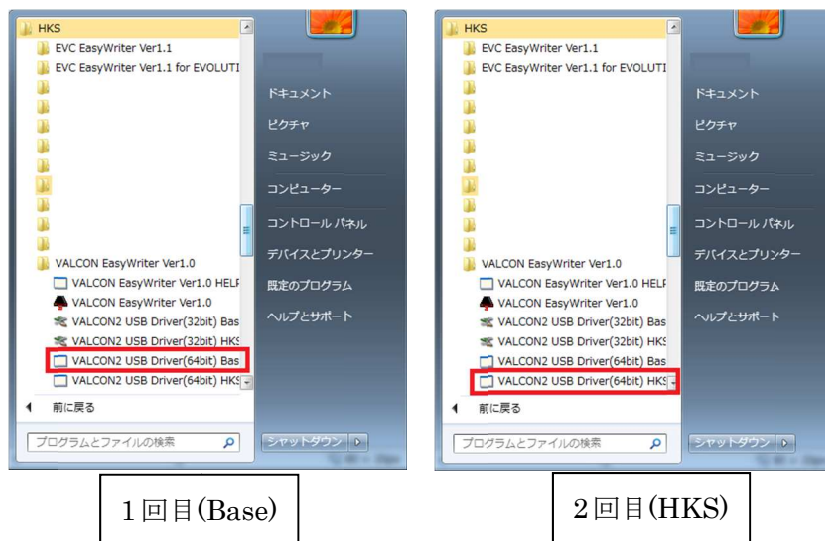 HKS
EVC EasyWriter Ver1.1
EVC EasyWriter Ver1.1 for EVOLUTI
VALCON EasyWriter Ver1.0
VALCON EasyWriter Ver1.0 HELP
VALCON EasyWriter Ver1.0
VALCON2 USB Driver(32bit) Bas
VALCON2 USB Driver(32bit) HKS
VALCON2 USB Driver(64bit) Bas
VALCON2 USB Driver(64bit) HKS
前に戻る
プログラムとファイルの検索
ドキュメント
ピクチャ
ミュージック
コンピューター
コントロール パネル
デバイスとプリンター
既定のプログラム
ヘルプとサポート
シャットダウン
1回目(Base)
HKS
EVC EasyWriter Ver1.1
EVC EasyWriter Ver1.1 for EVOLUTI
VALCON EasyWriter Ver1.0
VALCON EasyWriter Ver1.0 HELP
VALCON EasyWriter Ver1.0
VALCON2 USB Driver(32bit) Bas
VALCON2 USB Driver(32bit) HKS
VALCON2 USB Driver(64bit) Bas
VALCON2 USB Driver(64bit) HKS
前に戻る
プログラムとファイルの検索
ドキュメント
ピクチャ
ミュージック
コンピューター
コントロール パネル
デバイスとプリンター
既定のプログラム
ヘルプとサポート
シャットダウン
2回目(HKS)